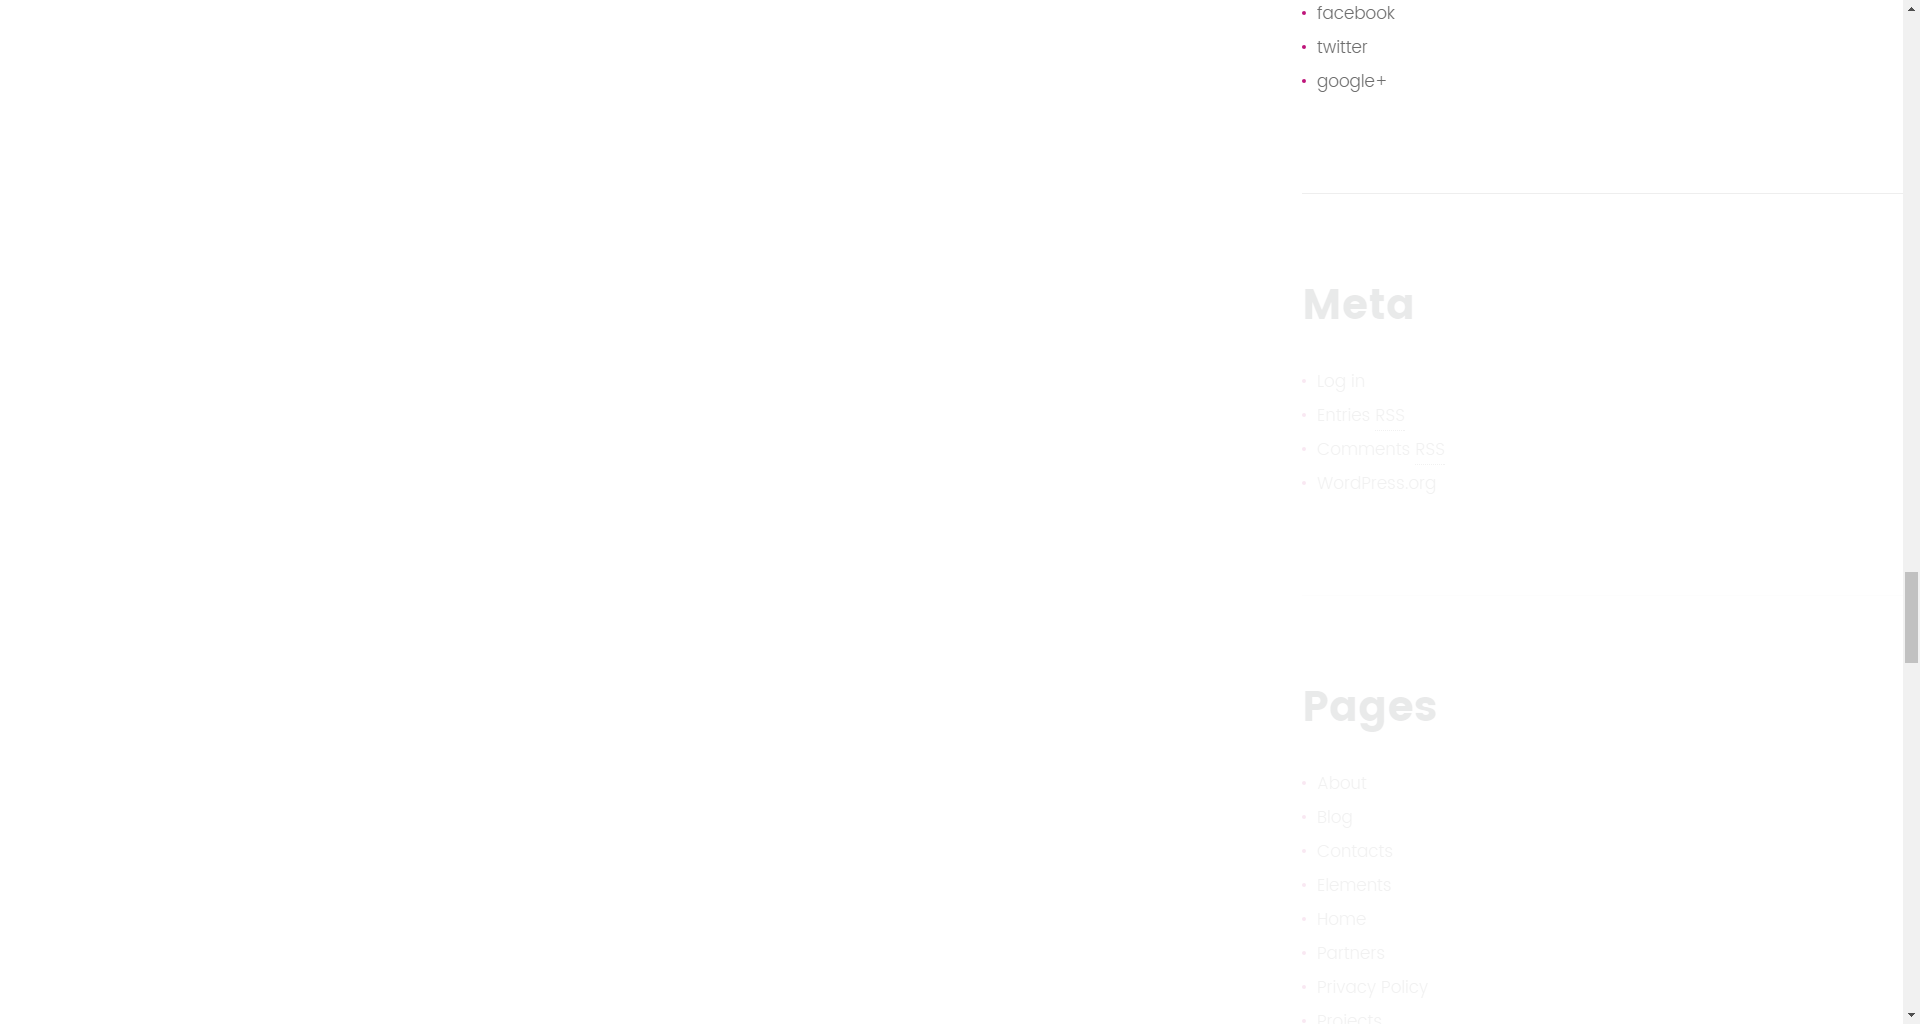 facebook
twitter
google+
Meta
Log in
Entries RSS
Comments RSS
WordPress.org
Pages
About
Blog
Contacts
Elements
Home
Partners
Privacy Policy
Projects